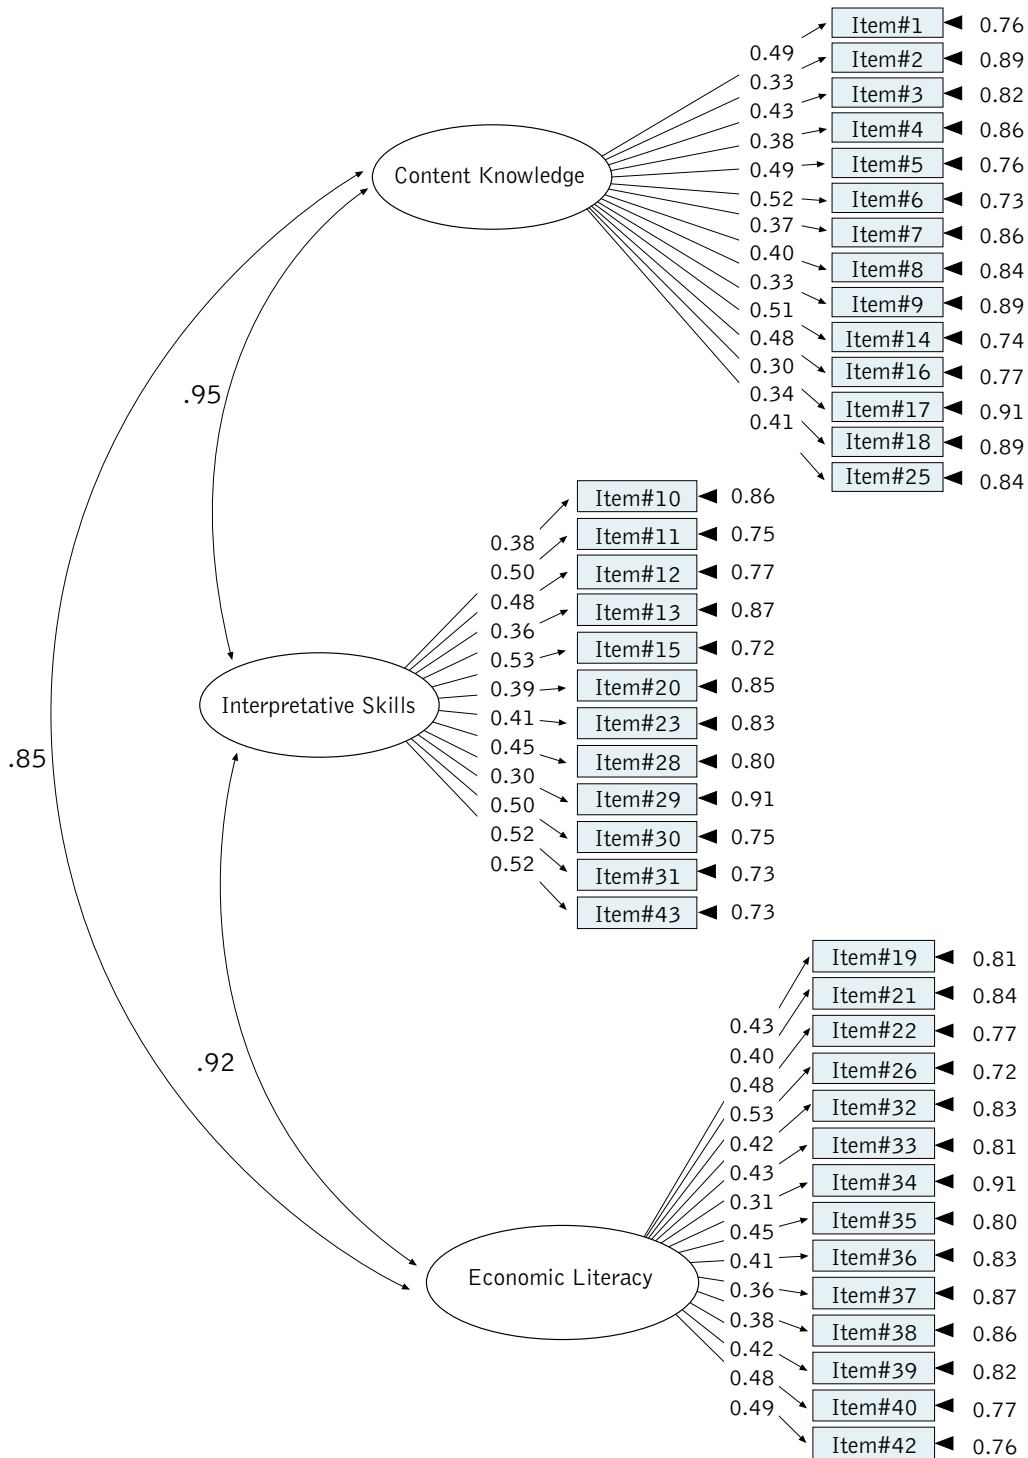 Item#1 0.76
0.49
Item#2 0.89
0.33
Item#3 0.82
0.43
Item#4 0.86
0.38
Content Knowledge
Item#5 0.76
0.49
Item#6 0.73
0.52
Item#7 0.86
0.37
Item#8 0.84
0.40
Item#9 0.89
0.33
Item#14 0.74
0.51
Item#16 0.77
0.48
Item#17 0.91
0.30
Item#18 0.89
0.34
Item#25 0.84
0.41
.95
Item#10 0.86
0.38
Item#11 0.75
0.50
Item#12 0.77
0.48
Item#13 0.87
0.36
Item#15 0.72
0.53
Item#20 0.85
0.39
Interpretative Skills
Item#23 0.83
0.41
Item#28 0.80
0.45
Item#29 0.91
0.30
Item#30 0.75
0.50
Item#31 0.73
0.52
Item#43 0.73
0.52
.85
.92
Item#19 0.81
0.43
Item#21 0.84
0.40
Item#22 0.77
0.48
Item#26 0.72
0.53
Item#32 0.83
0.42
Item#33 0.81
0.43
Item#34 0.91
0.31
Item#35 0.80
0.45
Item#36 0.83
0.41
Economic Literacy
Item#37 0.87
0.36
Item#38 0.86
0.38
Item#39 0.82
0.42
Item#40 0.77
0.48
Item#42 0.76
0.49